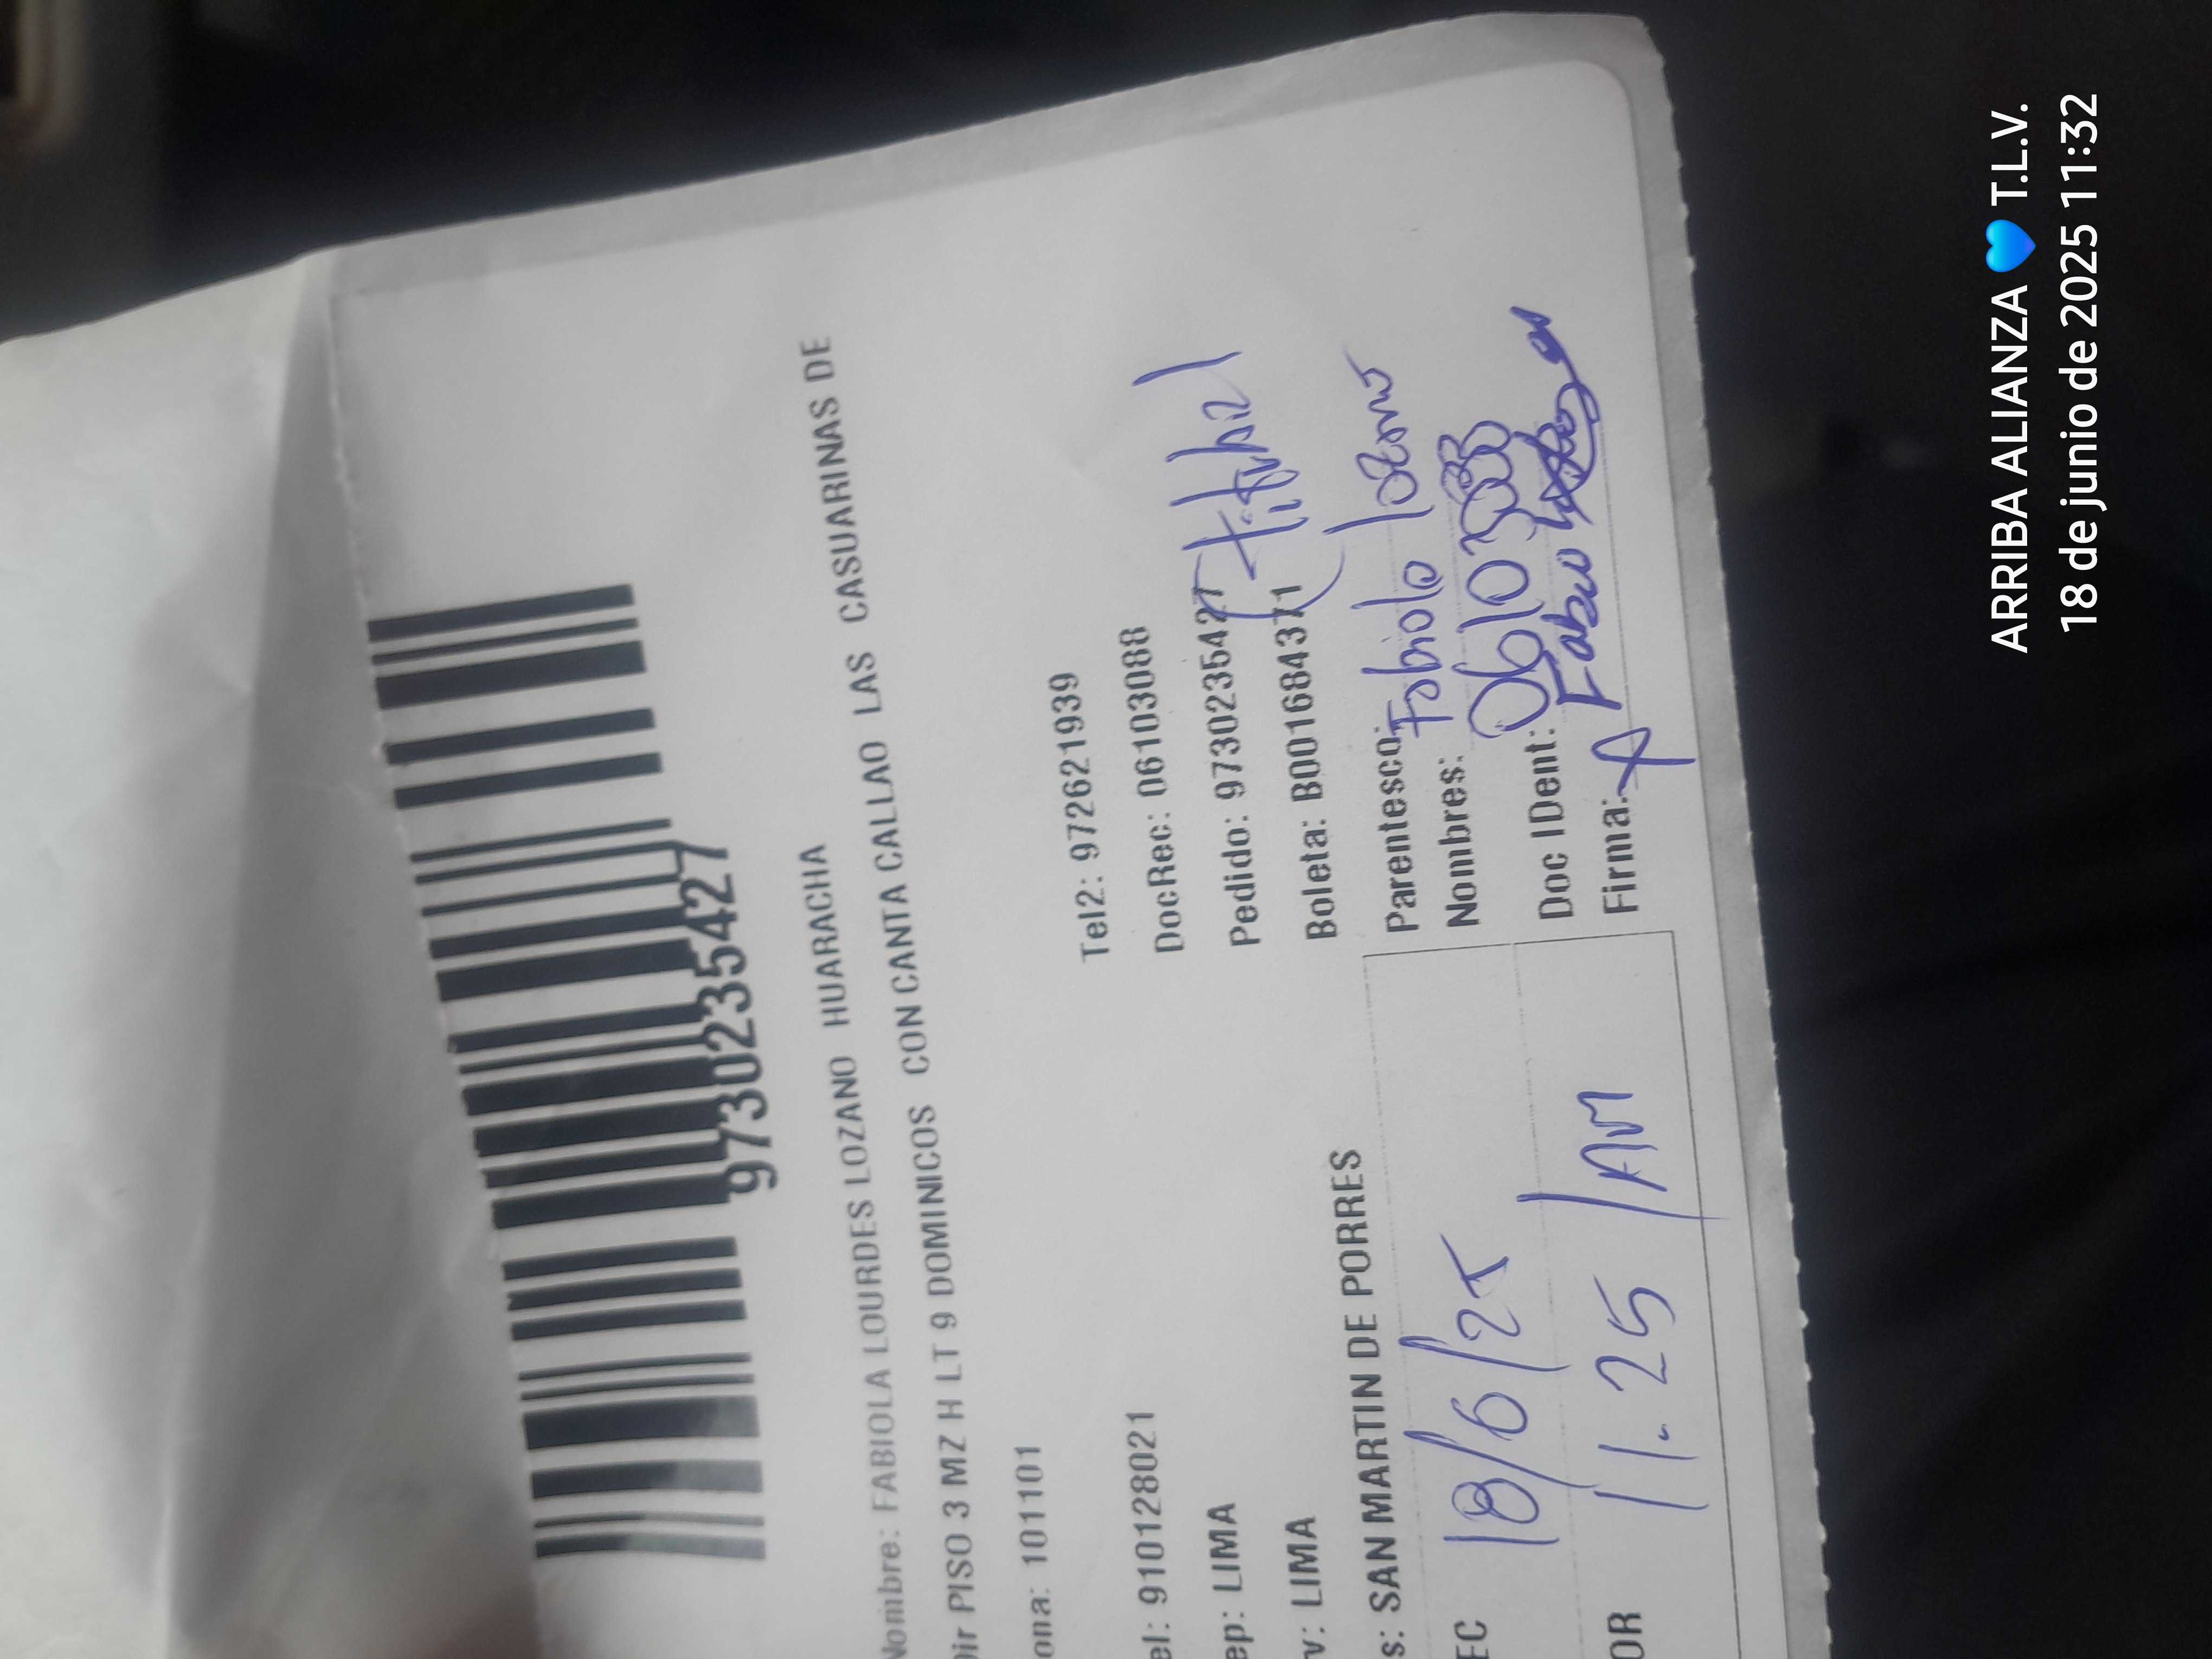 9730235427
Nombre: FABIOLA LOURDES LOZANO HUARACHA
Dir PISO 3 MZ H LT 9 DOMINICOS CON CANTA CALLAO LAS CASUARINAS DE
ona: 101101
el: 910128021
Tel2: 972621939
ep: LIMA
DocRec: 06103088
v: LIMA
Pedido: 9730235427
s: SAN MARTIN DE PORRES
Boleta: B001684371
Parentesco:
EC 18/6/25
Nombres: Fabiola Lozano
Doc IDent:
OR 11.25 AM
Firma:
ARRIBA ALIANZA 💙 T.L.V.
18 de junio de 2025 11:32